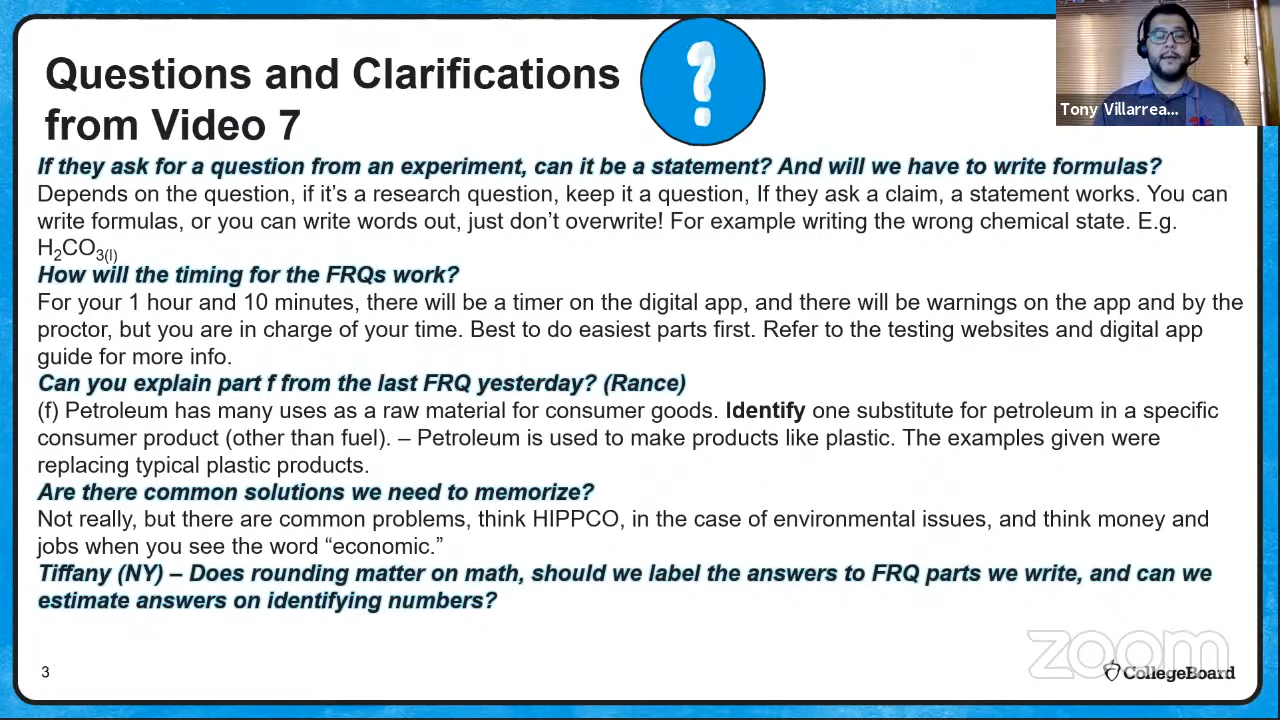 Questions and Clarifications
from Video 7
Tony Villarrea...
If they ask for a question from an experiment, can it be a statement? And will we have to write formulas?
Depends on the question, if it’s a research question, keep it a question, If they ask a claim, a statement works. You can
write formulas, or you can write words out, just don’t overwrite! For example writing the wrong chemical state. E.g.
H₂CO₃₍ₗ₎
How will the timing for the FRQs work?
For your 1 hour and 10 minutes, there will be a timer on the digital app, and there will be warnings on the app and by the
proctor, but you are in charge of your time. Best to do easiest parts first. Refer to the testing websites and digital app
guide for more info.
Can you explain part f from the last FRQ yesterday? (Rance)
(f) Petroleum has many uses as a raw material for consumer goods. Identify one substitute for petroleum in a specific
consumer product (other than fuel). – Petroleum is used to make products like plastic. The examples given were
replacing typical plastic products.
Are there common solutions we need to memorize?
Not really, but there are common problems, think HIPPCO, in the case of environmental issues, and think money and
jobs when you see the word “economic.”
Tiffany (NY) – Does rounding matter on math, should we label the answers to FRQ parts we write, and can we
estimate answers on identifying numbers?
zoom
3
CollegeBoard